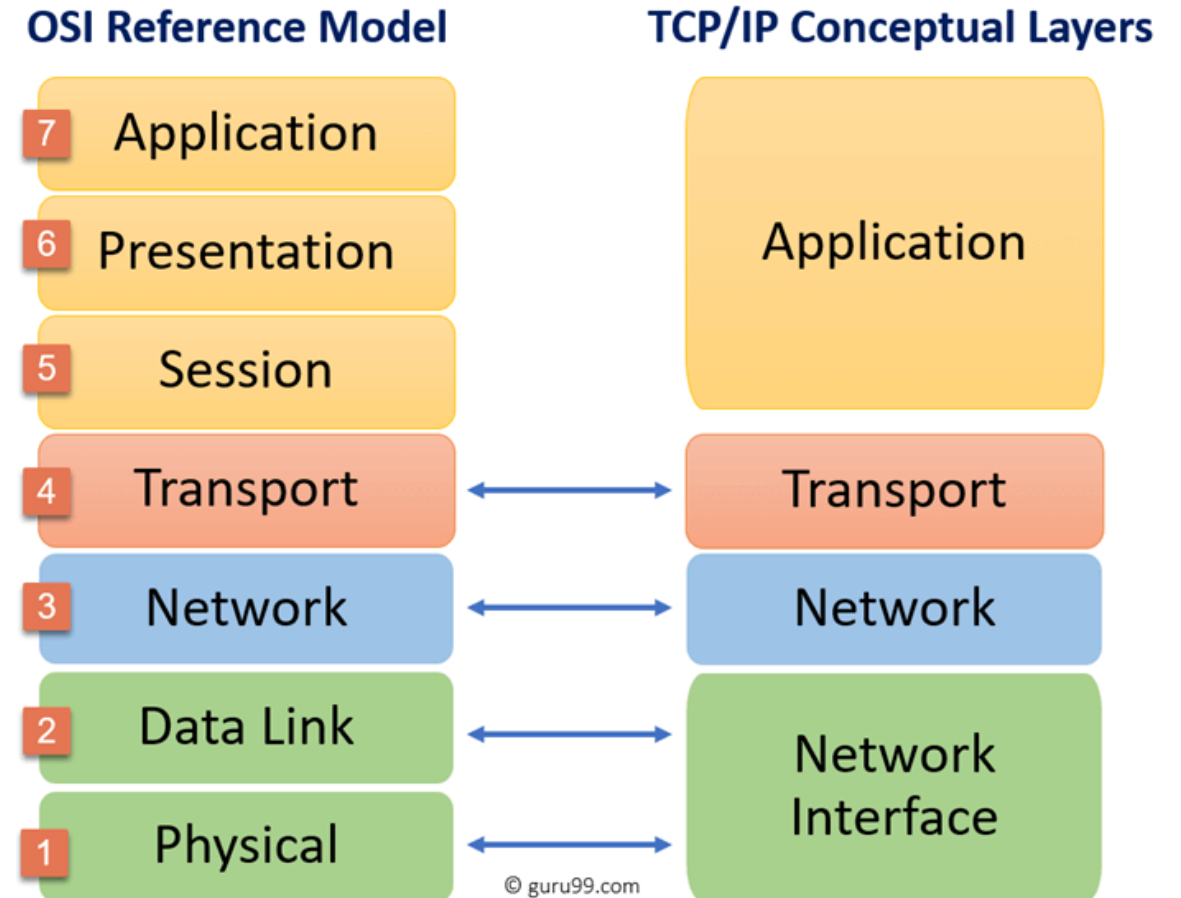 OSI Reference Model
TCP/IP Conceptual Layers
7 Application
6 Presentation
5 Session
4 Transport
3 Network
2 Data Link
1 Physical
Application
Transport
Network
Network
Interface
© guru99.com